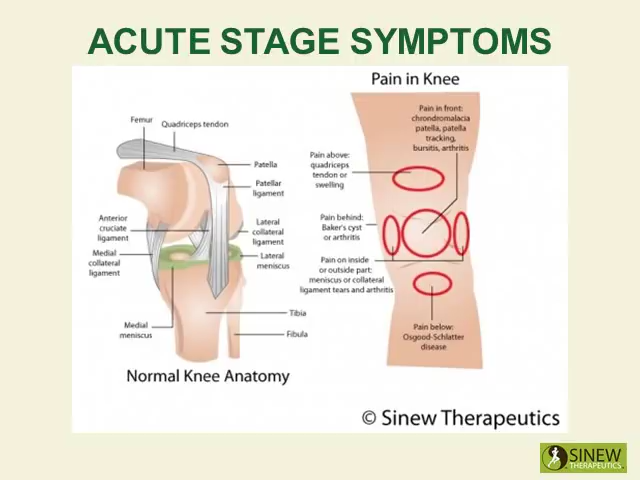 ACUTE STAGE SYMPTOMS
Femur
Quadriceps tendon
Patella
Patellar
ligament
Anterior
cruciate
ligament
Medial
collateral
ligament
Lateral
collateral
ligament
Lateral
meniscus
Tibia
Fibula
Medial
meniscus
Normal Knee Anatomy
Pain in Knee
Pain in front:
chrondromalacia
patella, patella
tracking,
bursitis, arthritis
Pain above:
quadriceps
tendon or
swelling
Pain behind:
Baker's cyst
or arthritis
Pain on inside
or outside part:
meniscus or collateral
ligament tears and arthritis
Pain below:
Osgood-Schlatter
disease
© Sinew Therapeutics
SINEW
THERAPEUTICS